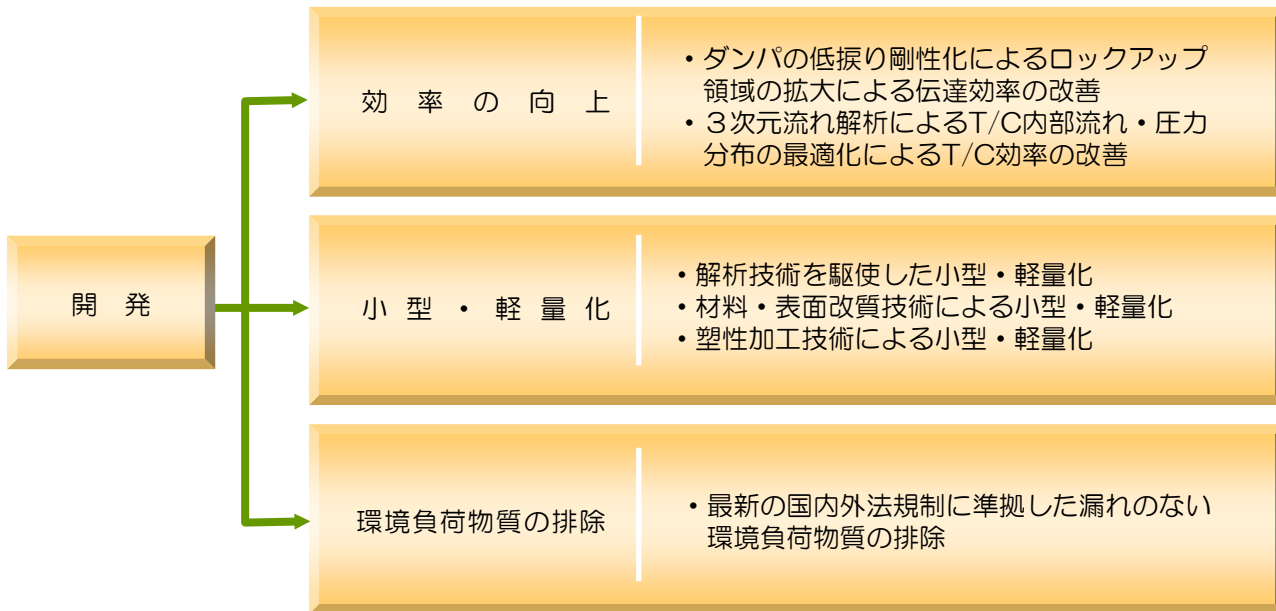 開発
効率の向上
・ダンパの低捩り剛性化によるロックアップ
領域の拡大による伝達効率の改善
・３次元流れ解析によるT/C内部流れ・圧力
分布の最適化によるT/C効率の改善
小型・軽量化
・解析技術を駆使した小型・軽量化
・材料・表面改質技術による小型・軽量化
・塑性加工技術による小型・軽量化
環境負荷物質の排除
・最新の国内外法規制に準拠した漏れのない
環境負荷物質の排除